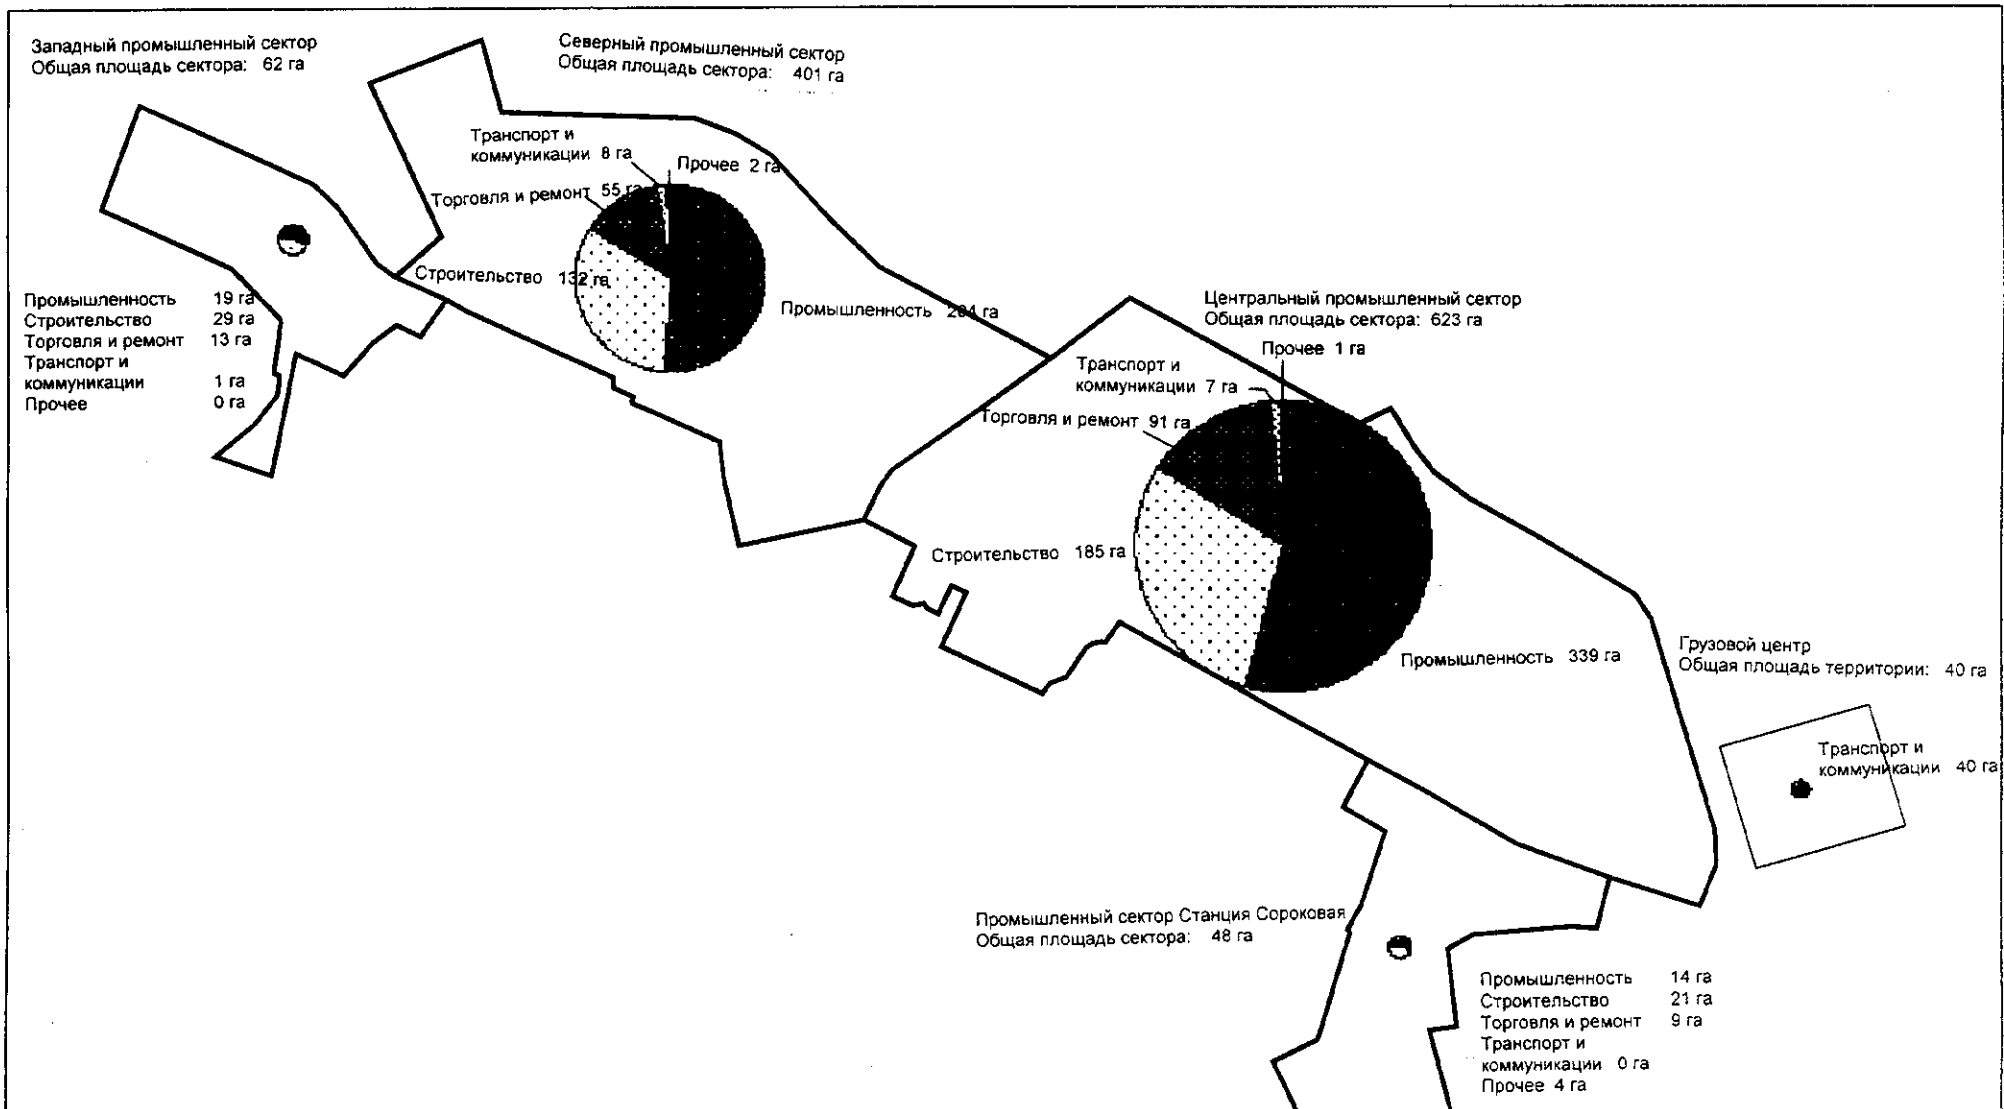 Западный промышленный сектор
Общая площадь сектора: 62 га
Северный промышленный сектор
Общая площадь сектора: 401 га
Транспорт и
коммуникации 8 га
Прочее 2 га
Торговля и ремонт 55 га
Строительство 132 га
Промышленность 204 га
Промышленность 19 га
Строительство 29 га
Торговля и ремонт 13 га
Транспорт и
коммуникации 1 га
Прочее 0 га
Центральный промышленный сектор
Общая площадь сектора: 623 га
Прочее 1 га
Транспорт и
коммуникации 7 га
Торговля и ремонт 91 га
Строительство 185 га
Промышленность 339 га
Грузовой центр
Общая площадь территории: 40 га
Транспорт и
коммуникации 40 га
Промышленный сектор Станция Сороковая
Общая площадь сектора: 48 га
Промышленность 14 га
Строительство 21 га
Торговля и ремонт 9 га
Транспорт и
коммуникации 0 га
Прочее 4 га